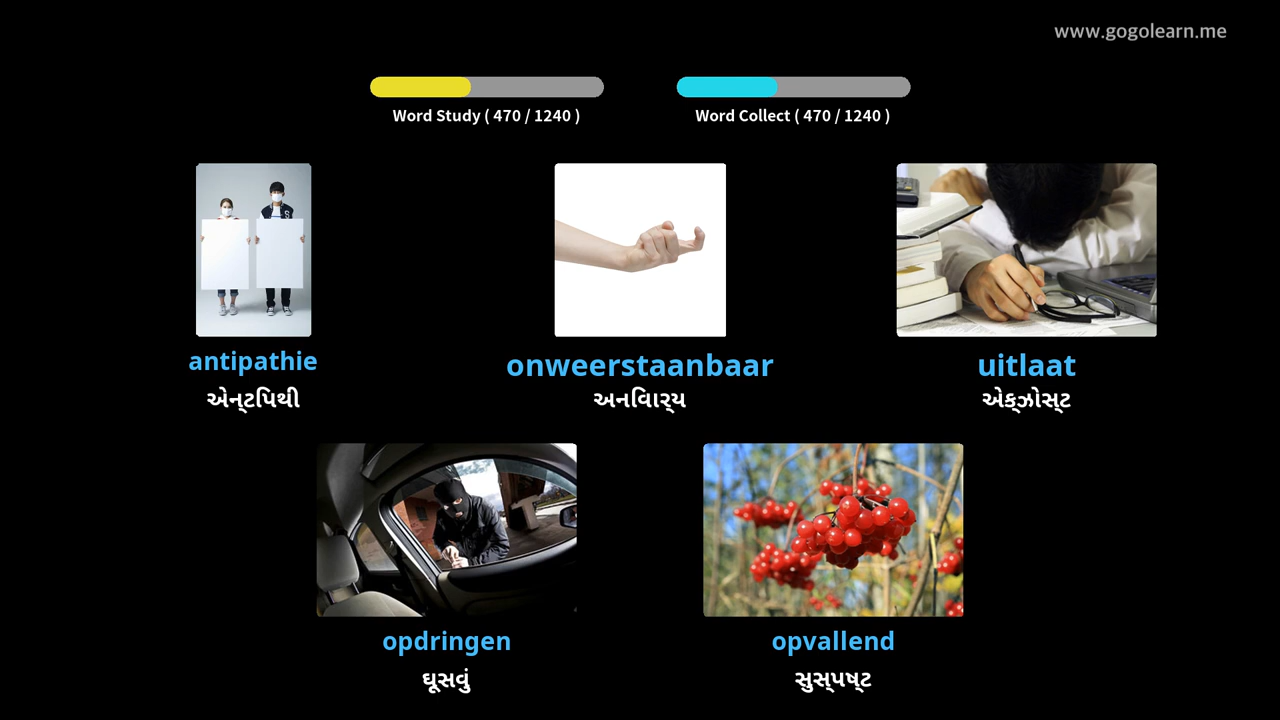 www.gogolearn.me
Word Study ( 470 / 1240 )
Word Collect ( 470 / 1240 )
antipathie
onweerstaanbaar
uitlaat
એન્ટિપથી
અનિવાર્ય
એક્ઝોસ્ટ
opdringen
opvallend
ઘૂસવું
સુસ્પષ્ટ